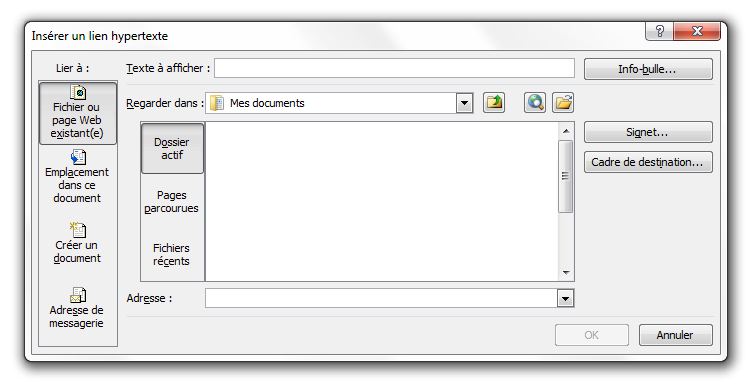 Insérer un lien hypertexte
Lier à :
Texte à afficher :
Info-bulle...
Fichier ou
page Web
existant(e)
Regarder dans :
Mes documents
Dossier
actif
Signet...
Cadre de destination...
Emplacement
dans ce
document
Pages
parcourues
Créer un
document
Fichiers
récents
Adresse de
messagerie
Adresse :
OK
Annuler